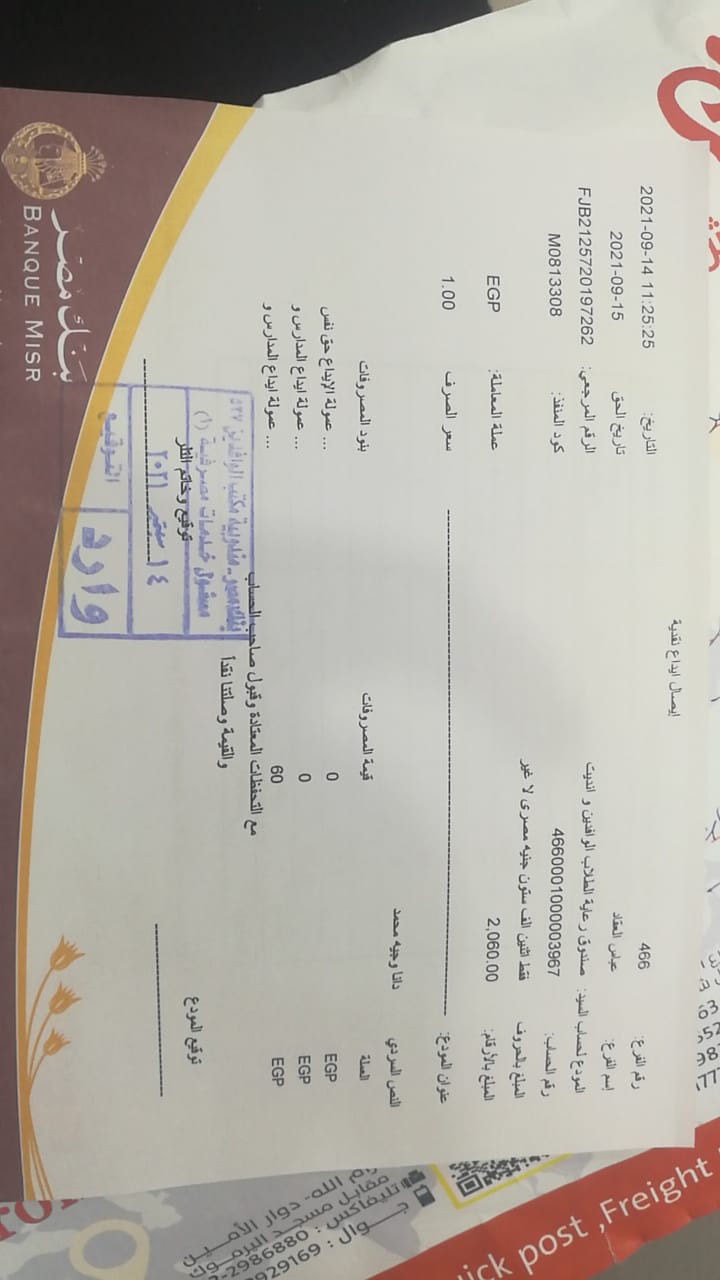 إيصال ايداع نقدية
رقم الفرع: 466 التاريخ: 2021-09-14 11:25:25
إسم الفرع: عباس العقاد تاريخ الحق 2021-09-15
المودع لحساب السيد: صندوق رعاية الطلاب الوافدين و انديت الرقم المرجعي: FJB2125720197262
رقم الحساب: 4660001000003967 كود المنفذ: M0813308
المبلغ بالحروف فقط اثنين الف ستون جنيه مصرى لا غير
المبلغ بالأرقام: 2,060.00 عملة المعاملة: EGP
عنوان المودع: سعر الصرف 1.00
النص السردي دانا وجيه محمد
العملة قيمة المصروفات بنود المصروفات
EGP 0 عمولة الإيداع حق نفس ...
EGP 0 عمولة ايداع المدارس و ...
EGP 60 عمولة ايداع المدارس و ...
مع التحفظات المعتادة وقبول صاحب الحساب
والقيمة وصلتنا نقداً
توقيع المودع توقيع وخاتم التلر
بنك مصر - مندوبية مكتب الوافدين ٥٣٧
مسئول خدمات مصرفية (١)
١٤ سبتمبر ٢٠٢١
وارد التوقيع
بنك مصر
BANQUE MISR
ick post, Freight
2986880
29169